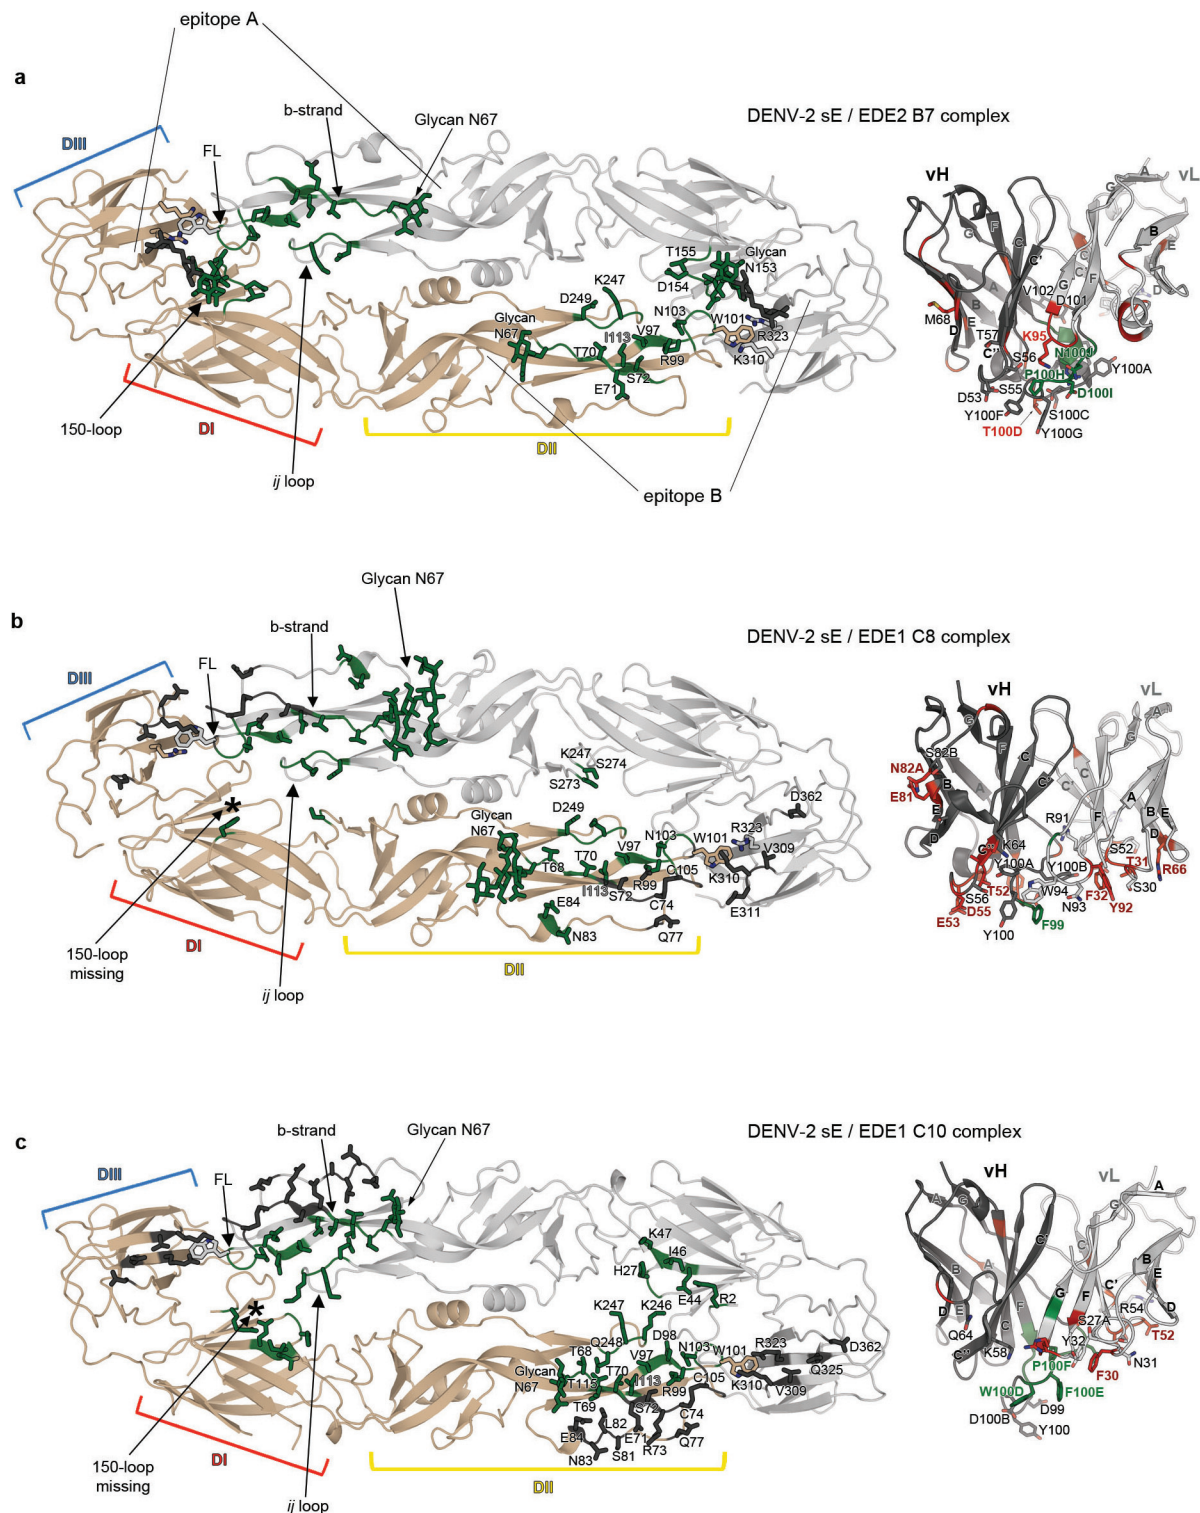 epitope A
a
b-strand
Glycan N67
DENV-2 sE / EDE2 B7 complex
DIII
FL
vH
vL
G
A
G
F
C
C'
B
E
F
D
A
B
E
D
V102
D101
M68
T57
K95
C''
S56
N100J
P100H
Y100A
D53
S55
D100I
Y100F
S100C
T100D
Y100G
T155
Glycan
N153
D154
K247
D249
N103
W101
Glycan
N67
I113
V97
R323
T70
R99
K310
S72
E71
150-loop
DI
DII
ij loop
epitope B
Glycan N67
b
b-strand
DENV-2 sE / EDE1 C8 complex
FL
DIII
vH
vL
A
G
G
F
S82B
C
C'
C'
C
N82A
B
E81
E
D
A
R91
F
A
B
E
D
K64
S52
C''
Y100A
Y100B
T31
R66
T52
W94
S30
S56
F32
E53
D55
N93
Y92
Y100
F99
K247
S274
S273
D362
D249
Glycan
N67
N103
W101
R323
T68
T70
V97
V309
C105
K310
I113
R99
S72
E84
C74
E311
N83
Q77
150-loop
missing
DI
DII
ij loop
c
b-strand
Glycan N67
DENV-2 sE / EDE1 C10 complex
DIII
FL
vH
vL
A
G
A
G
C'
C
B
A
B
E
D
E
F
G
F
C'
R54
D
S27A
Q64
C
Y32
T52
C''
K58
P100F
N31
F30
W100D
F100E
D99
D100B
Y100
K47
I46
H27
E44
R2
K247
K246
Q248
D98
T68
V97
N103
W101
R323
D362
Glycan
N67
T70
Q325
T115
I113
C105
K310
R99
V309
T69
S72
C74
L82
E84
E71
Q77
R73
S81
N83
150-loop
missing
DI
DII
ij loop